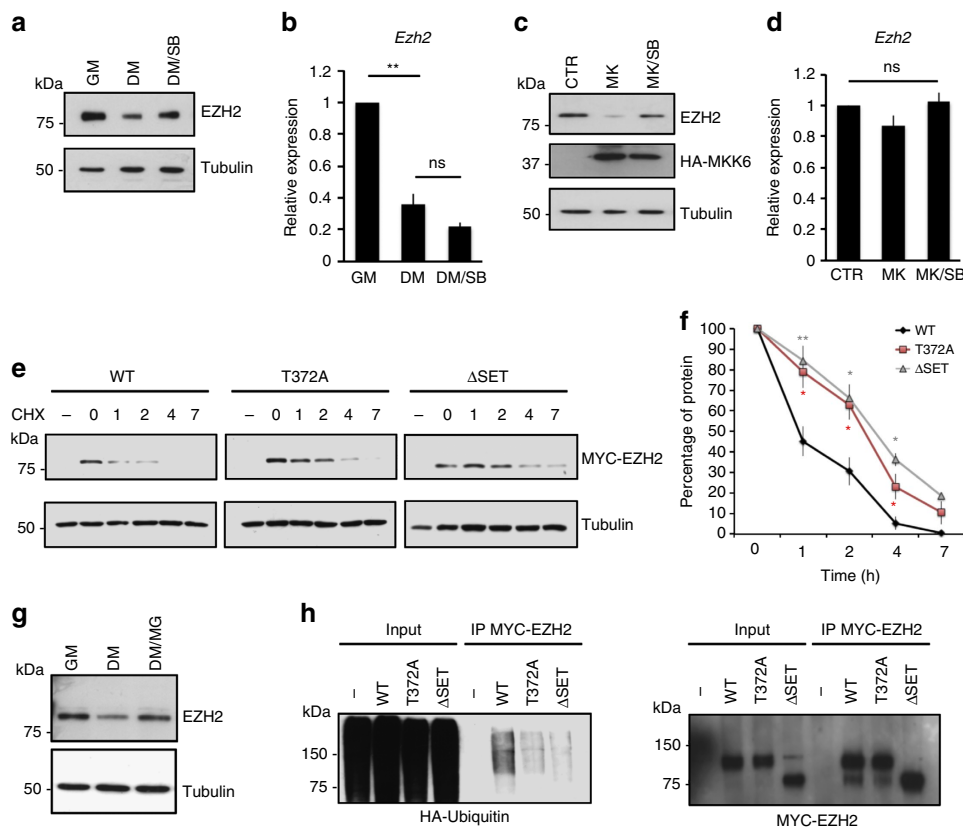 a
GM
DM
DM/SB
kDa
75
50
EZH2
Tubulin
b
Ezh2
Relative expression
1.2
1
0.8
0.6
0.4
0.2
0
**
ns
GM DM DM/SB
c
CTR
MK
MK/SB
kDa
75
37
50
EZH2
HA-MKK6
Tubulin
d
Ezh2
Relative expression
1.2
1
0.8
0.6
0.4
0.2
0
ns
CTR MK MK/SB
e
WT T372A ΔSET
CHX – 0 1 2 4 7 – 0 1 2 4 7 – 0 1 2 4 7
kDa
75
50
MYC-EZH2
Tubulin
f
Percentage of protein
100
90
80
70
60
50
40
30
20
10
0
WT
T372A
ΔSET
**
*
*
*
*
*
0 1 2 4 7
Time (h)
g
GM
DM
DM/MG
kDa
75
50
EZH2
Tubulin
h
Input IP MYC-EZH2
– WT T372A ΔSET – WT T372A ΔSET
kDa
150
75
HA-Ubiquitin
Input IP MYC-EZH2
– WT T372A ΔSET – WT T372A ΔSET
kDa
150
75
MYC-EZH2